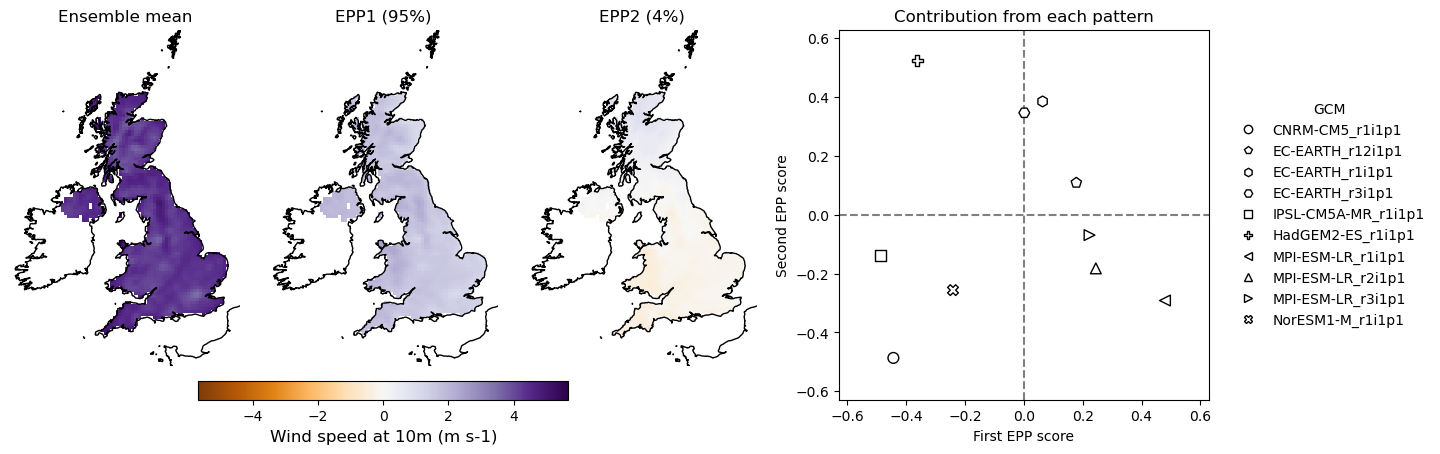 Ensemble mean
EPP1 (95%)
EPP2 (4%)
Contribution from each pattern
0.6
0.4
0.2
0.0
−0.2
−0.4
−0.6
Second EPP score
−0.6
−0.4
−0.2
0.0
0.2
0.4
0.6
First EPP score
GCM
CNRM-CM5_r1i1p1
EC-EARTH_r12i1p1
EC-EARTH_r1i1p1
EC-EARTH_r3i1p1
IPSL-CM5A-MR_r1i1p1
HadGEM2-ES_r1i1p1
MPI-ESM-LR_r1i1p1
MPI-ESM-LR_r2i1p1
MPI-ESM-LR_r3i1p1
NorESM1-M_r1i1p1
−4
−2
0
2
4
Wind speed at 10m (m s-1)